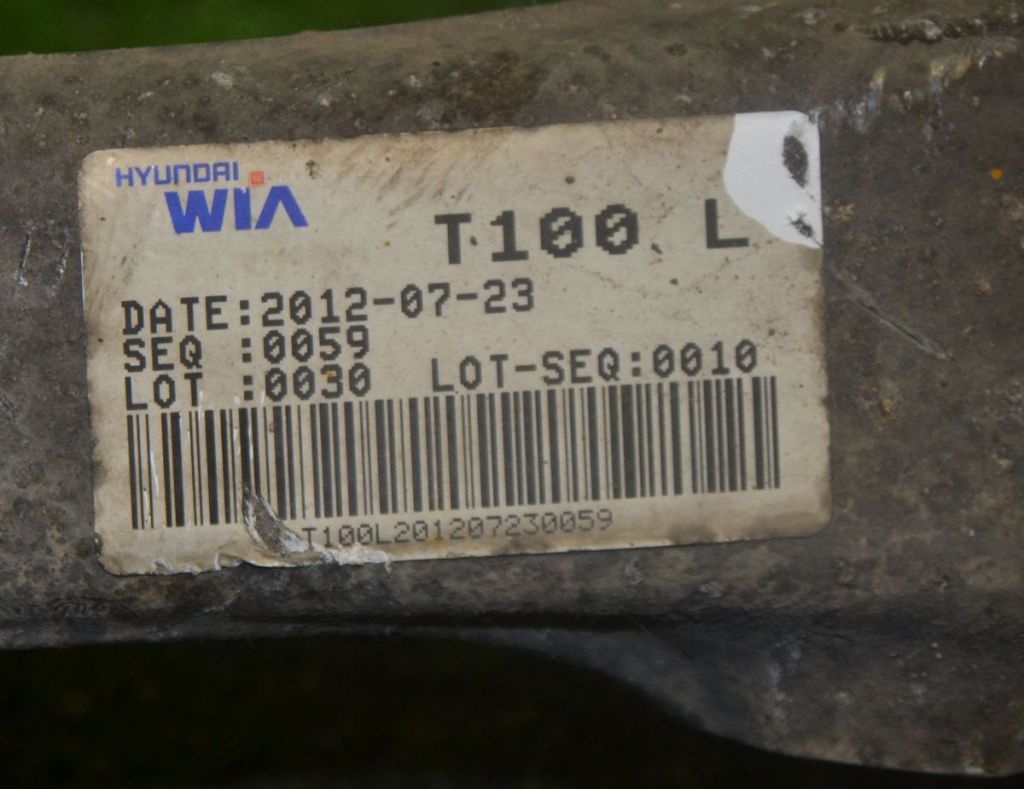 HYUNDAI
WIA
T100 L
DATE:2012-07-23
SEQ :0059
LOT :0030 LOT-SEQ:0010
T100L201207230059